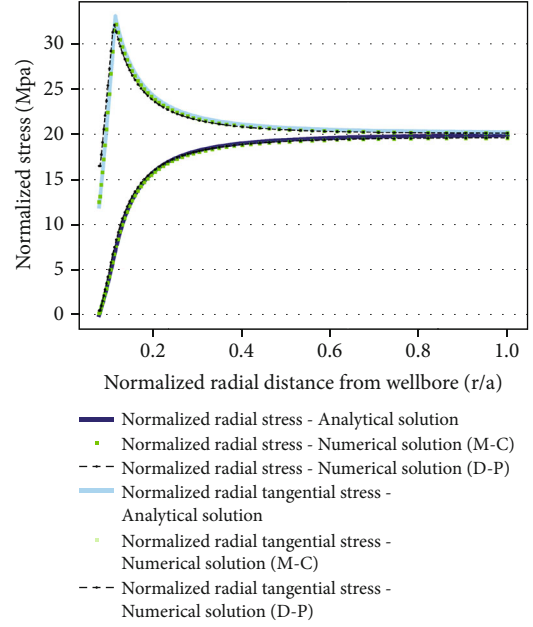 Normalized stress (Mpa)
30
25
20
15
10
5
0
0.2
0.4
0.6
0.8
1.0
Normalized radial distance from wellbore (r/a)
Normalized radial stress - Analytical solution
Normalized radial stress - Numerical solution (M-C)
Normalized radial stress - Numerical solution (D-P)
Normalized radial tangential stress -
Analytical solution
Normalized radial tangential stress -
Numerical solution (M-C)
Normalized radial tangential stress -
Numerical solution (D-P)